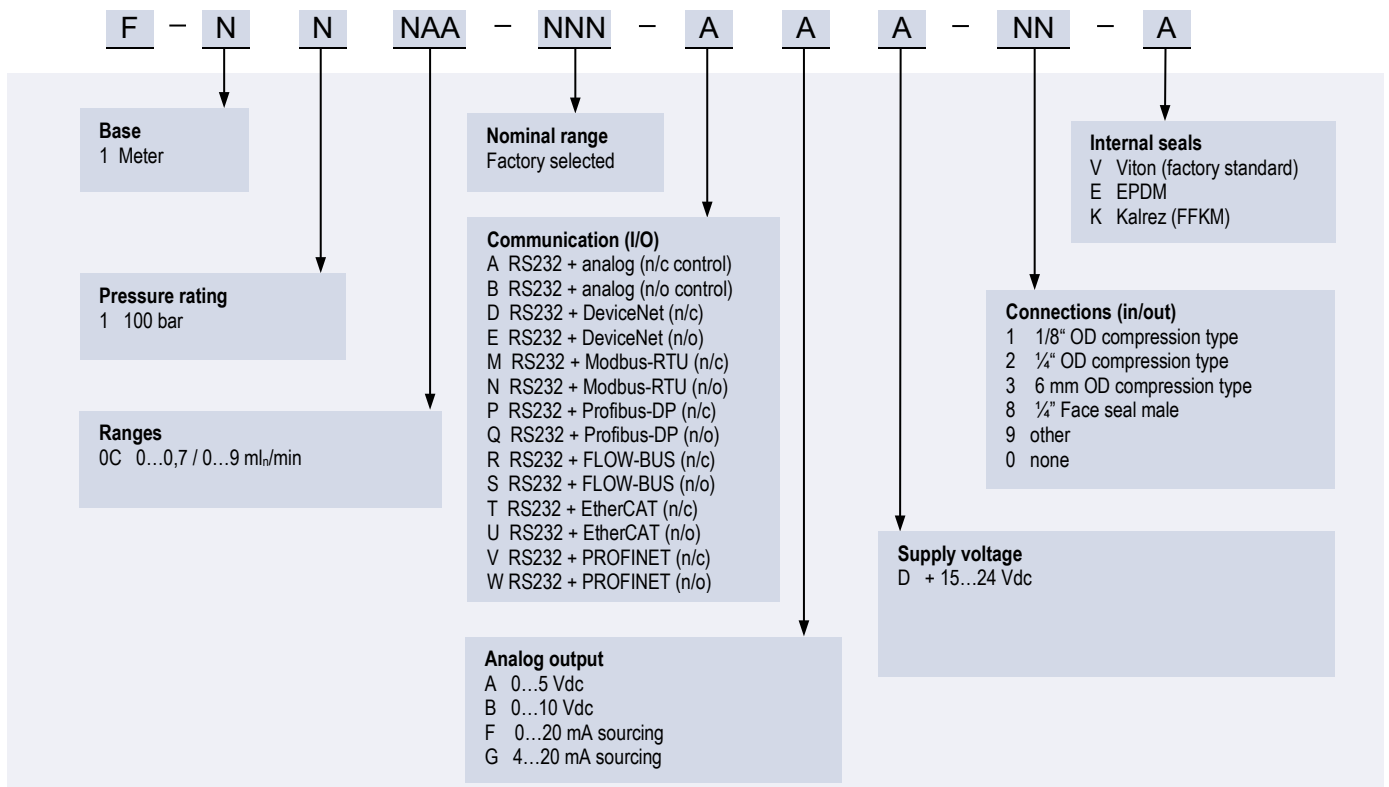 F – N N NAA – NNN – A A A – NN – A
Base
1 Meter
Pressure rating
1 100 bar
Ranges
0C 0…0,7 / 0…9 mlₙ/min
Nominal range
Factory selected
Communication (I/O)
A RS232 + analog (n/c control)
B RS232 + analog (n/o control)
D RS232 + DeviceNet (n/c)
E RS232 + DeviceNet (n/o)
M RS232 + Modbus-RTU (n/c)
N RS232 + Modbus-RTU (n/o)
P RS232 + Profibus-DP (n/c)
Q RS232 + Profibus-DP (n/o)
R RS232 + FLOW-BUS (n/c)
S RS232 + FLOW-BUS (n/o)
T RS232 + EtherCAT (n/c)
U RS232 + EtherCAT (n/o)
V RS232 + PROFINET (n/c)
W RS232 + PROFINET (n/o)
Analog output
A 0…5 Vdc
B 0…10 Vdc
F 0…20 mA sourcing
G 4…20 mA sourcing
Supply voltage
D + 15…24 Vdc
Connections (in/out)
1 1/8“ OD compression type
2 ¼“ OD compression type
3 6 mm OD compression type
8 ¼” Face seal male
9 other
0 none
Internal seals
V Viton (factory standard)
E EPDM
K Kalrez (FFKM)